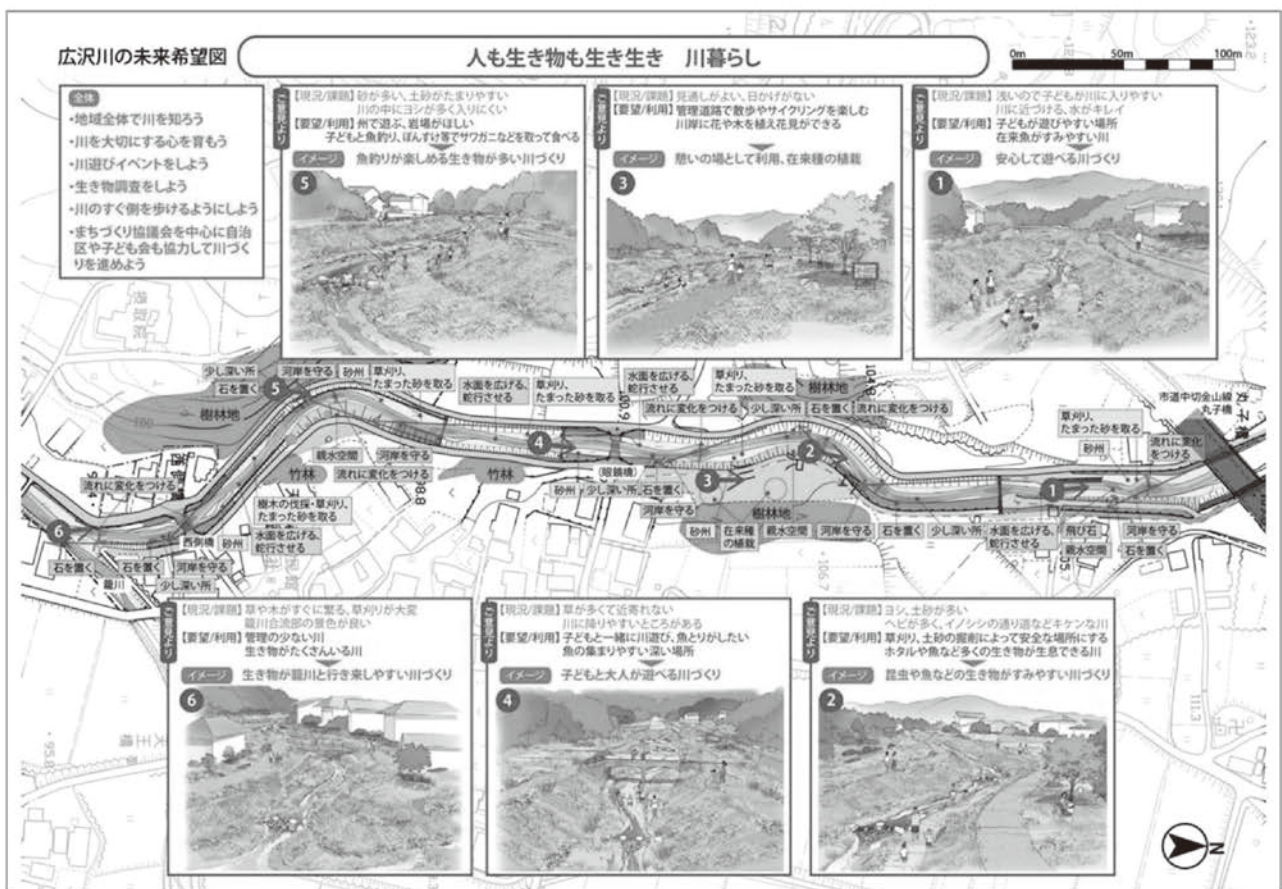 広沢川の未来希望図
人も生き物も生き生き 川暮らし
0m 50m 100m
全体
・地域全体で川を知ろう
・川を大切にする心を育もう
・川遊びイベントをしよう
・生き物調査をしよう
・川のすぐ側を歩けるようにしよう
・まちづくり協議会を中心に自治
区や子ども会も協力して川づく
りを進めよう
ご意見より
【現況/課題】砂が多い、土砂がたまりやすい
川の中にヨシが多く入りにくい
【要望/利用】州で遊ぶ、岩場がほしい
子どもと魚釣り、ぼんすけ等でサワガニなどを取って食べる
イメージ 魚釣りが楽しめる生き物が多い川づくり
5
ご意見より
【現況/課題】見通しがよい、日かげがない
【要望/利用】管理道路で散歩やサイクリングを楽しむ
川岸に花や木を植え花見ができる
イメージ 憩いの場として利用、在来種の植栽
3
ご意見より
【現況/課題】浅いので子どもが川に入りやすい
川に近づける、水がキレイ
【要望/利用】子どもが遊びやすい場所
在来魚がすみやすい川
イメージ 安心して遊べる川づくり
1
少し深い所
石を置く
5
河岸を守る
砂州
草刈り、
たまった砂を取る
水面を広げる、
蛇行させる
草刈り、
たまった砂を取る
100.9
水面を広げる、
蛇行させる
流れに変化をつける
草刈り、
たまった砂を取る
少し深い所
石を置く
104.8
流れに変化をつける
草刈り、
たまった砂を取る
砂州
市道中切金山線
丸子橋
流れに変化
をつける
樹林地
竹林
親水空間
河岸を守る
流れに変化をつける
竹林
4
(眼鏡橋)
砂州
少し深い所
石を置く
河岸を守る
3
2
樹林地
砂州
在来種
の植栽
親水空間
河岸を守る
石を置く
少し深い所
水面を広げる、
蛇行させる
1
飛び石
親水空間
河岸を守る
石を置く
105.7
106.7
流れに変化をつける
樹木の伐採・草刈り、
たまった砂を取る
水面を広げる、
蛇行させる
6
西側橋
砂州
石を置く
石を置く
河岸を守る
籠川
少し深い所
ご意見より
【現況/課題】草や木がすぐに繁る、草刈りが大変
籠川合流部の景色が良い
【要望/利用】管理の少ない川
生き物がたくさんいる川
イメージ 生き物が籠川と行き来しやすい川づくり
6
ご意見より
【現況/課題】草が多くて近寄れない
川に降りやすいところがある
【要望/利用】子どもと一緒に川遊び、魚とりがしたい
魚の集まりやすい深い場所
イメージ 子どもと大人が遊べる川づくり
4
ご意見より
【現況/課題】ヨシ、土砂が多い
ヘビが多く、イノシシの通り道などキケンな川
【要望/利用】草刈り、土砂の掘削によって安全な場所にする
ホタルや魚など多くの生き物が生息できる川
イメージ 昆虫や魚などの生き物がすみやすい川づくり
2
天王橋
95.8
111.3
123.2
N